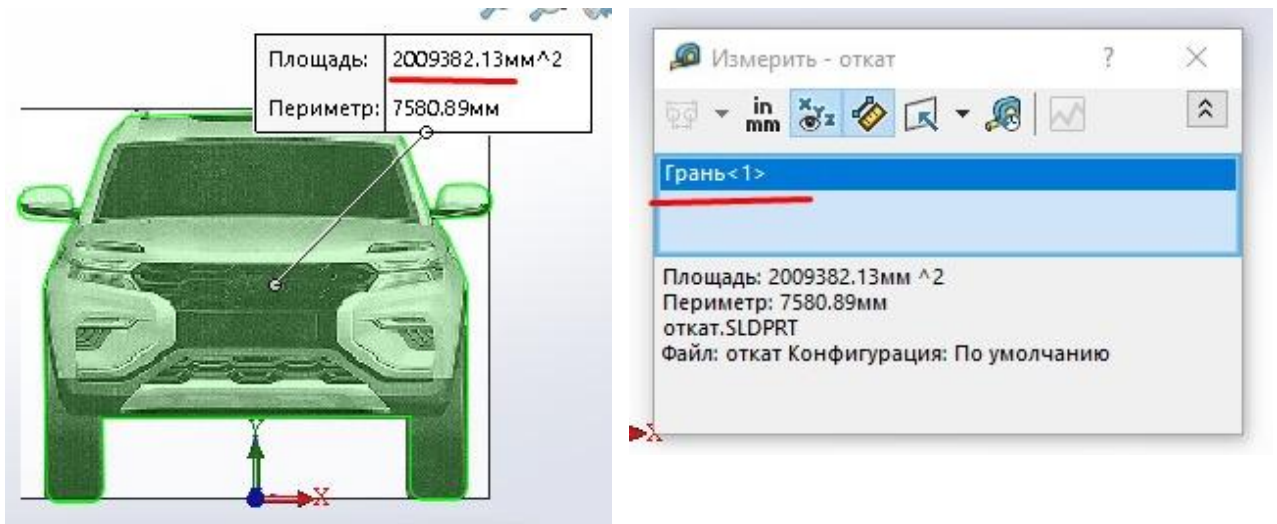 Площадь: 2009382.13мм^2
Периметр: 7580.89мм
Y
X
Измерить - откат ?
in
mm
X
Y
Z
Грань<1>
Площадь: 2009382.13мм ^2
Периметр: 7580.89мм
откат.SLDPRT
Файл: откат Конфигурация: По умолчанию
X